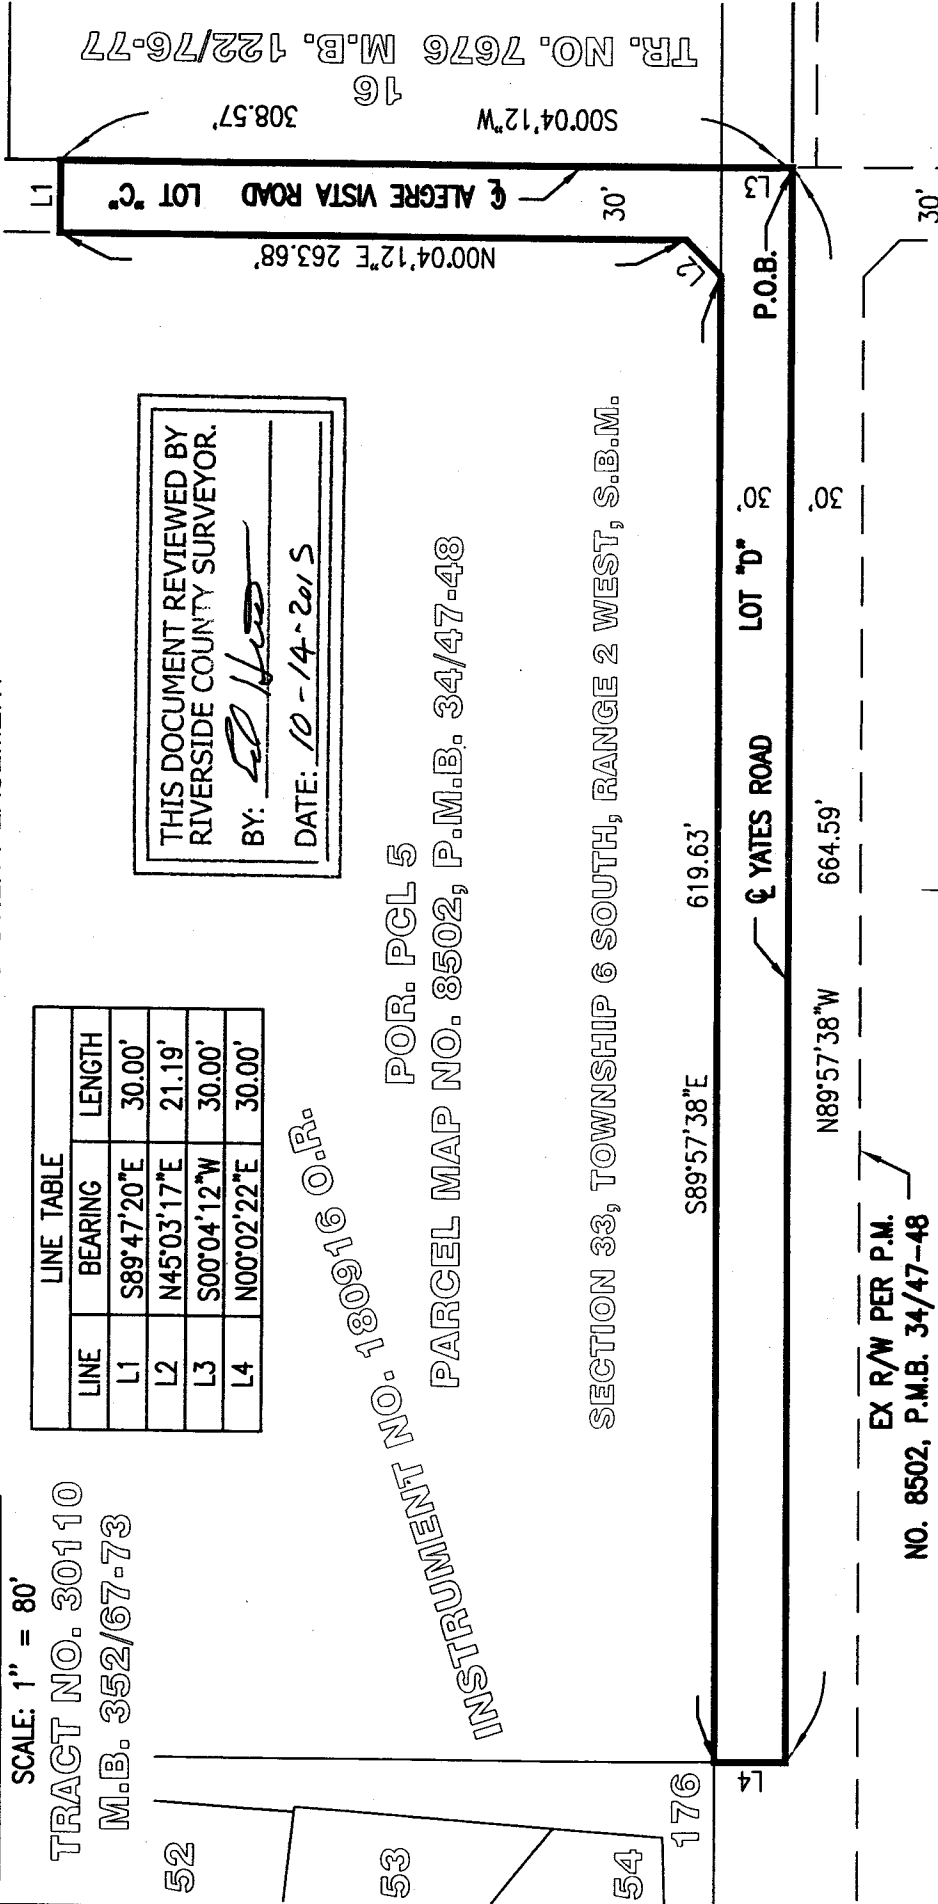 SCALE: 1" = 80'
TRACT NO. 30110
M.B. 352/67-73
52
53
54
176
LINE TABLE
LINE BEARING LENGTH
L1 S89°47'20"E 30.00'
L2 N45°03'17"E 21.19'
L3 S00°04'12"W 30.00'
L4 N00°02'22"E 30.00'
THIS DOCUMENT REVIEWED BY
RIVERSIDE COUNTY SURVEYOR.
BY:
DATE: 10-14-2015
INSTRUMENT NO. 180916 O.R.
POR. PCL 5
PARCEL MAP NO. 8502, P.M.B. 34/47-48
SECTION 33, TOWNSHIP 6 SOUTH, RANGE 2 WEST, S.B.M.
TR. NO. 7676 M.B. 122/76-77
16
S00°04'12"W 308.57'
L1
℄ ALEGRE VISTA ROAD LOT "C"
N00°04'12"E 263.68'
30'
L2
L3
P.O.B.
S89°57'38"E 619.63'
℄ YATES ROAD LOT "D" 30'
L4
N89°57'38"W 664.59' 30'
30'
EX R/W PER P.M.
NO. 8502, P.M.B. 34/47-48